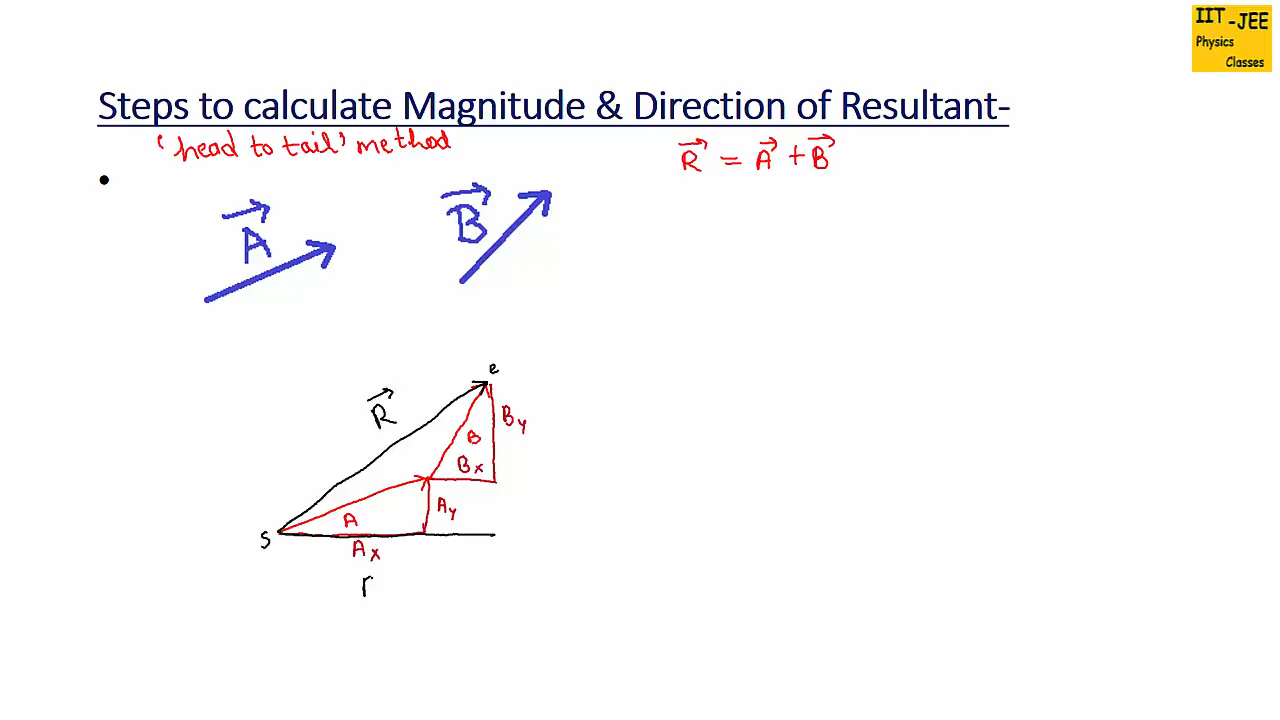 IIT-JEE
Physics
Classes
Steps to calculate Magnitude & Direction of Resultant-
'head to tail' method
R = A + B
•
A
B
e
R
By
B
Bx
Ay
A
S
Ax
r